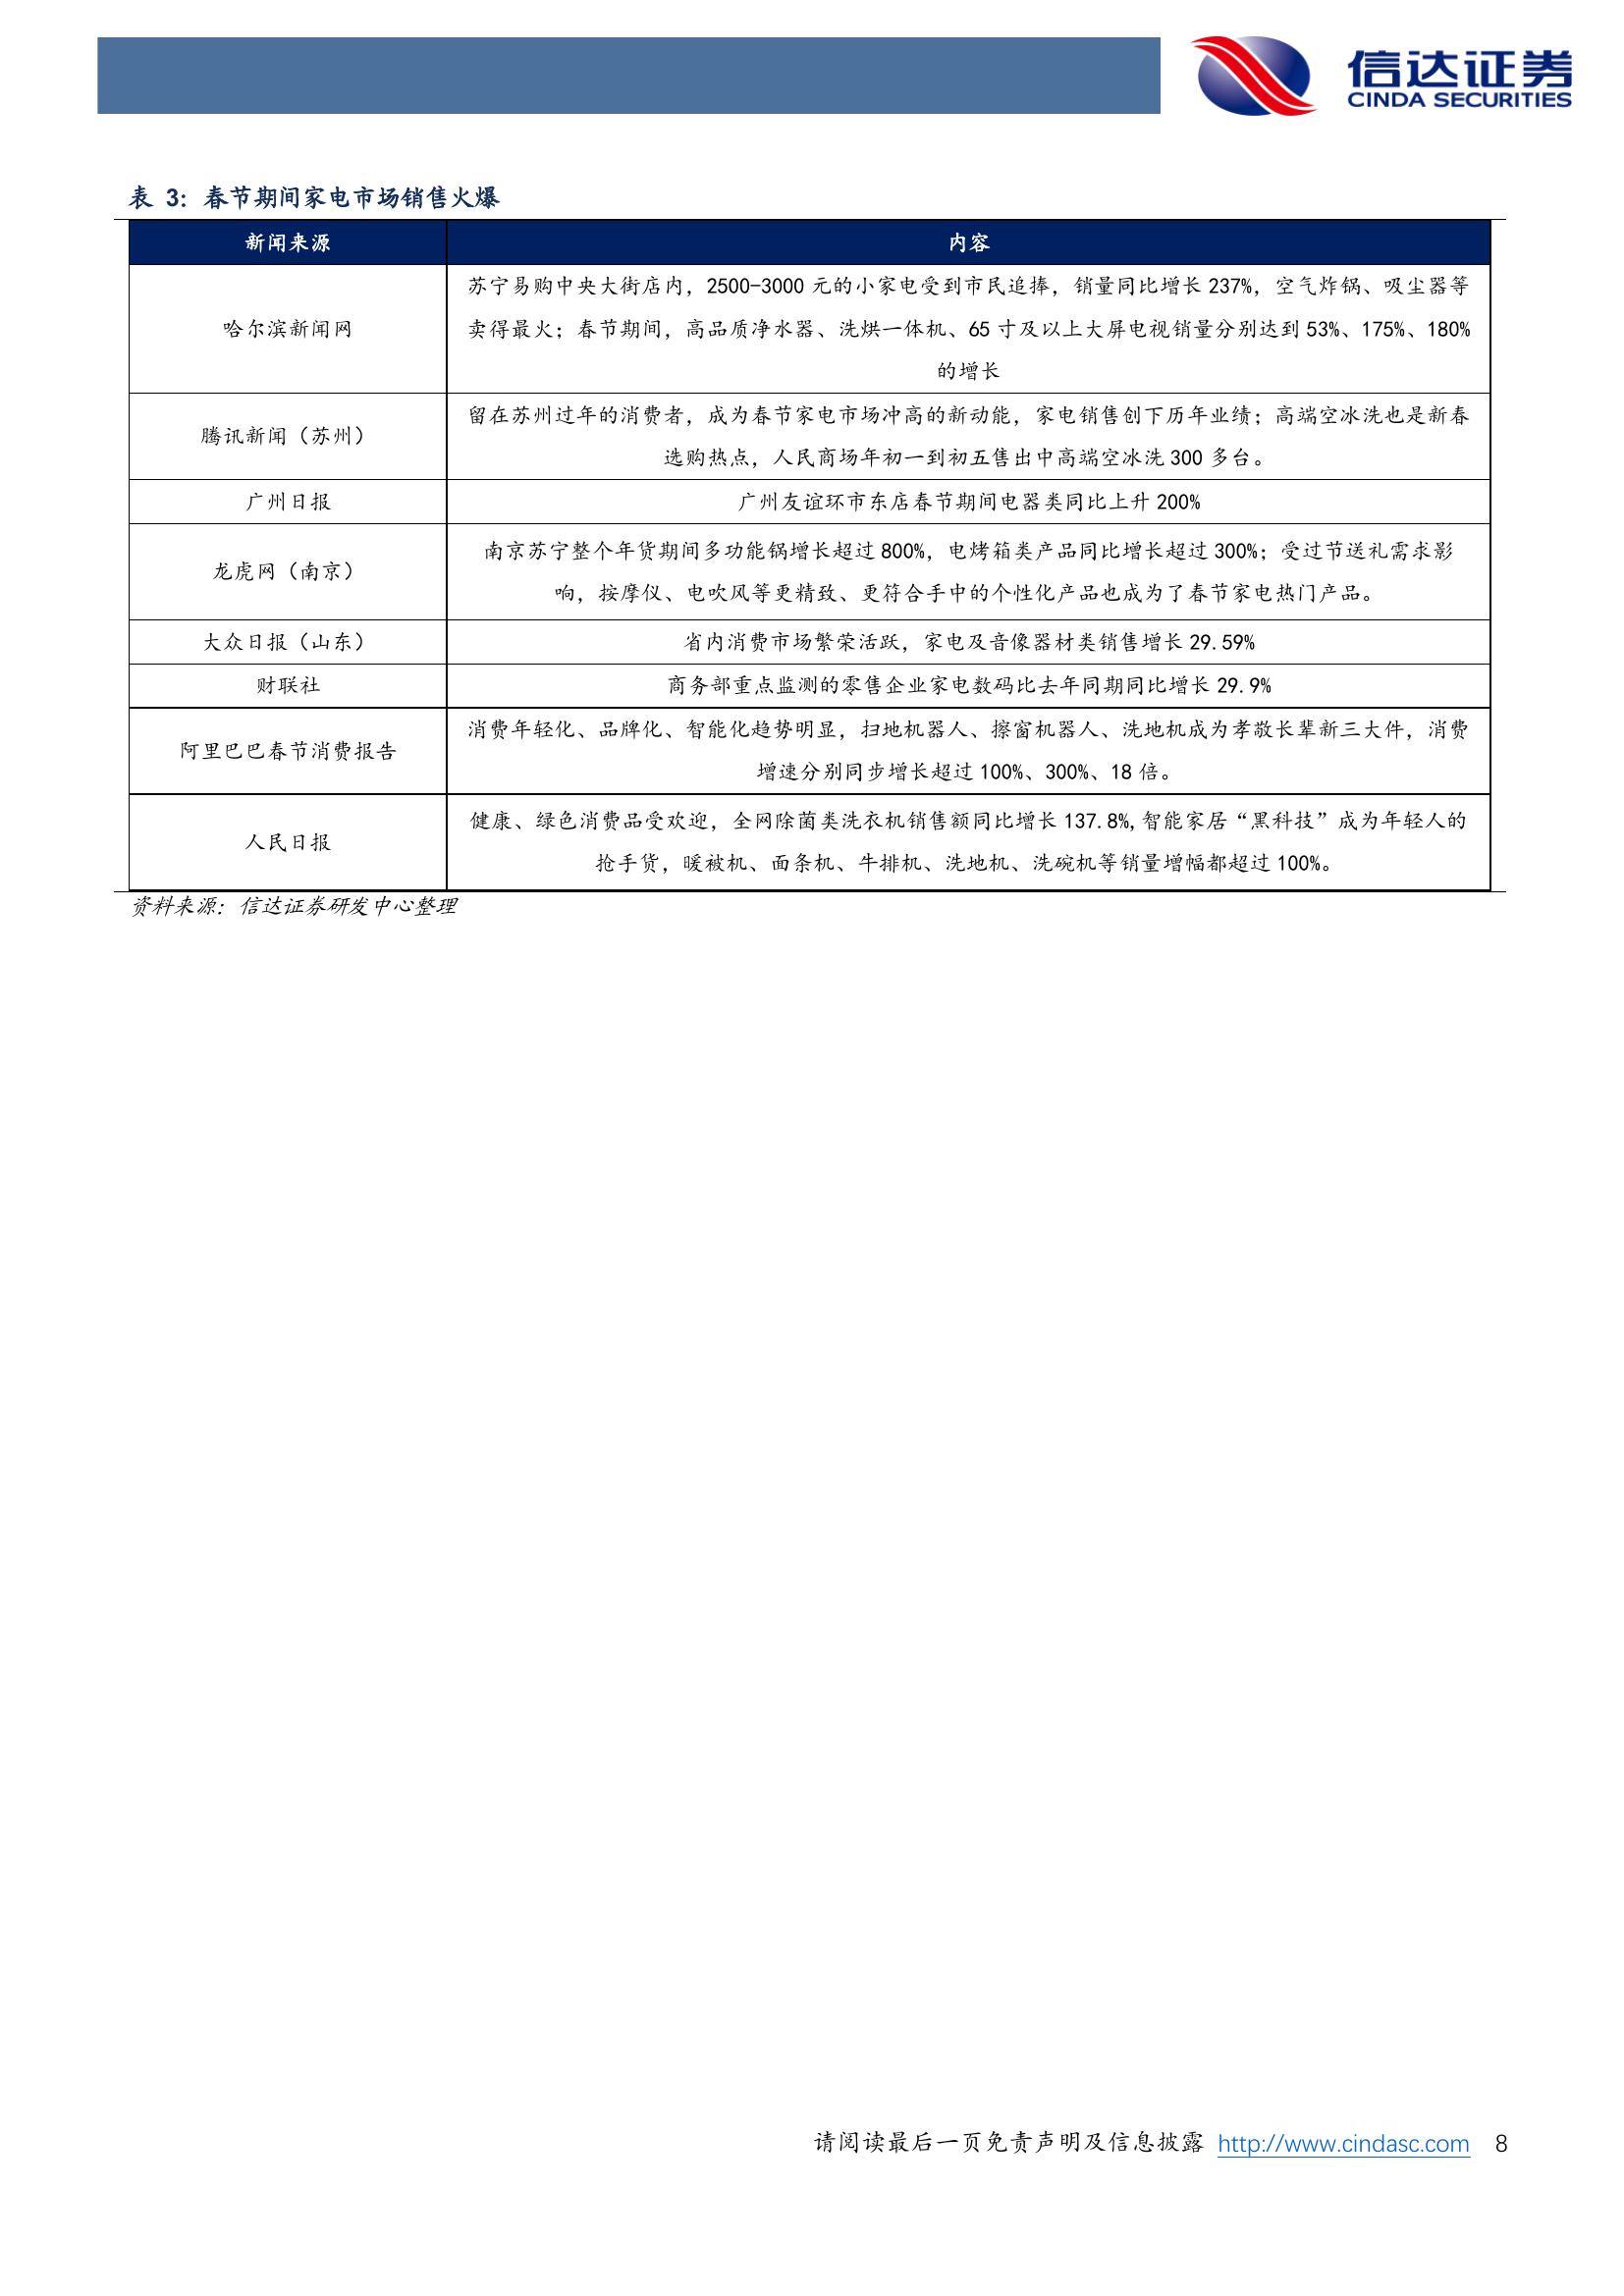 信达证券
CINDA SECURITIES
表 3：春节期间家电市场销售火爆
新闻来源
内容
哈尔滨新闻网
苏宁易购中央大街店内，2500-3000 元的小家电受到市民追捧，销量同比增长 237%，空气炸锅、吸尘器等
卖得最火；春节期间，高品质净水器、洗烘一体机、65 寸及以上大屏电视销量分别达到 53%、175%、180%
的增长
腾讯新闻（苏州）
留在苏州过年的消费者，成为春节家电市场冲高的新动能，家电销售创下历年业绩；高端空冰洗也是新春
选购热点，人民商场年初一到初五售出中高端空冰洗 300 多台。
广州日报
广州友谊环市东店春节期间电器类同比上升 200%
龙虎网（南京）
南京苏宁整个年货期间多功能锅增长超过 800%，电烤箱类产品同比增长超过 300%；受过节送礼需求影
响，按摩仪、电吹风等更精致、更符合手中的个性化产品也成为了春节家电热门产品。
大众日报（山东）
省内消费市场繁荣活跃，家电及音像器材类销售增长 29.59%
财联社
商务部重点监测的零售企业家电数码比去年同期同比增长 29.9%
阿里巴巴春节消费报告
消费年轻化、品牌化、智能化趋势明显，扫地机器人、擦窗机器人、洗地机成为孝敬长辈新三大件，消费
增速分别同步增长超过 100%、300%、18 倍。
人民日报
健康、绿色消费品受欢迎，全网除菌类洗衣机销售额同比增长 137.8%,智能家居“黑科技”成为年轻人的
抢手货，暖被机、面条机、牛排机、洗地机、洗碗机等销量增幅都超过 100%。
资料来源：信达证券研发中心整理
请阅读最后一页免责声明及信息披露 http://www.cindasc.com 8